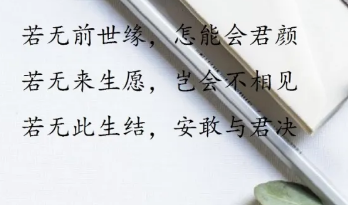 若无前世缘，怎能会君颜
若无来生愿，岂会不相见
若无此生结，安敢与君决